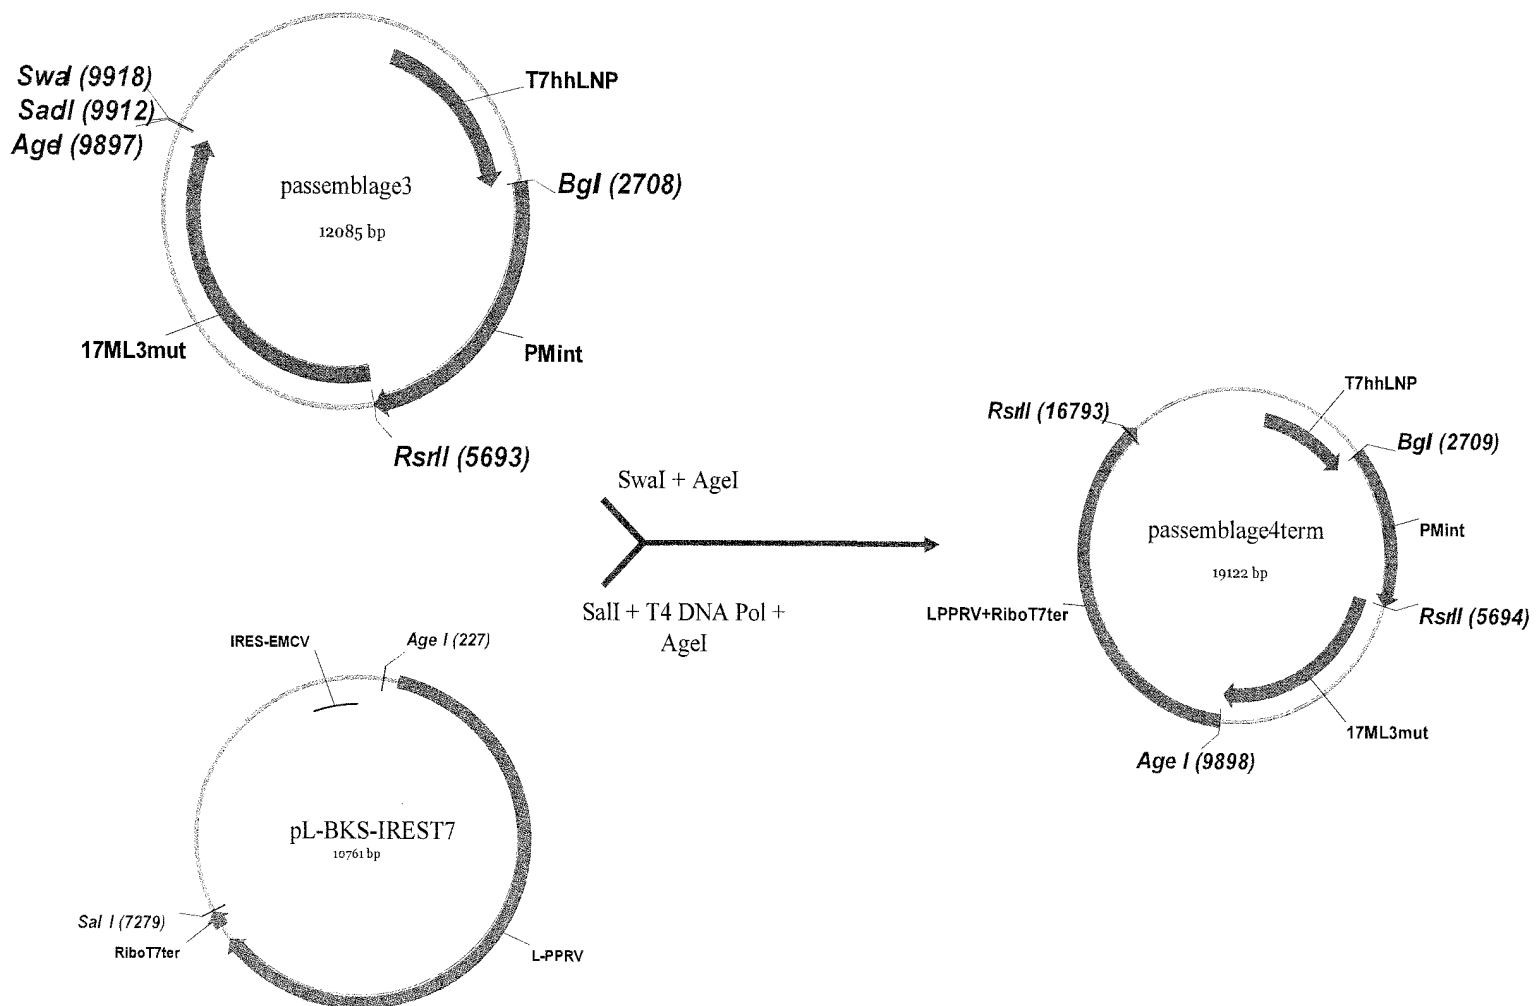 T7hhLNP
SwaI (9918)
SadI (9912)
AgeI (9897)
BglI (2708)
passemblage3
12085 bp
17ML3mut
PMint
RsrII (5693)
SwaI + AgeI
SalI + T4 DNA Pol +
AgeI
T7hhLNP
RsrII (16793)
BglI (2709)
PMint
passemblage4term
19122 bp
LPPRV+RiboT7ter
RsrII (5694)
17ML3mut
Age I (9898)
IRES-EMCV
Age I (227)
pL-BKS-IREST7
10761 bp
Sal I (7279)
RiboT7ter
L-PPRV